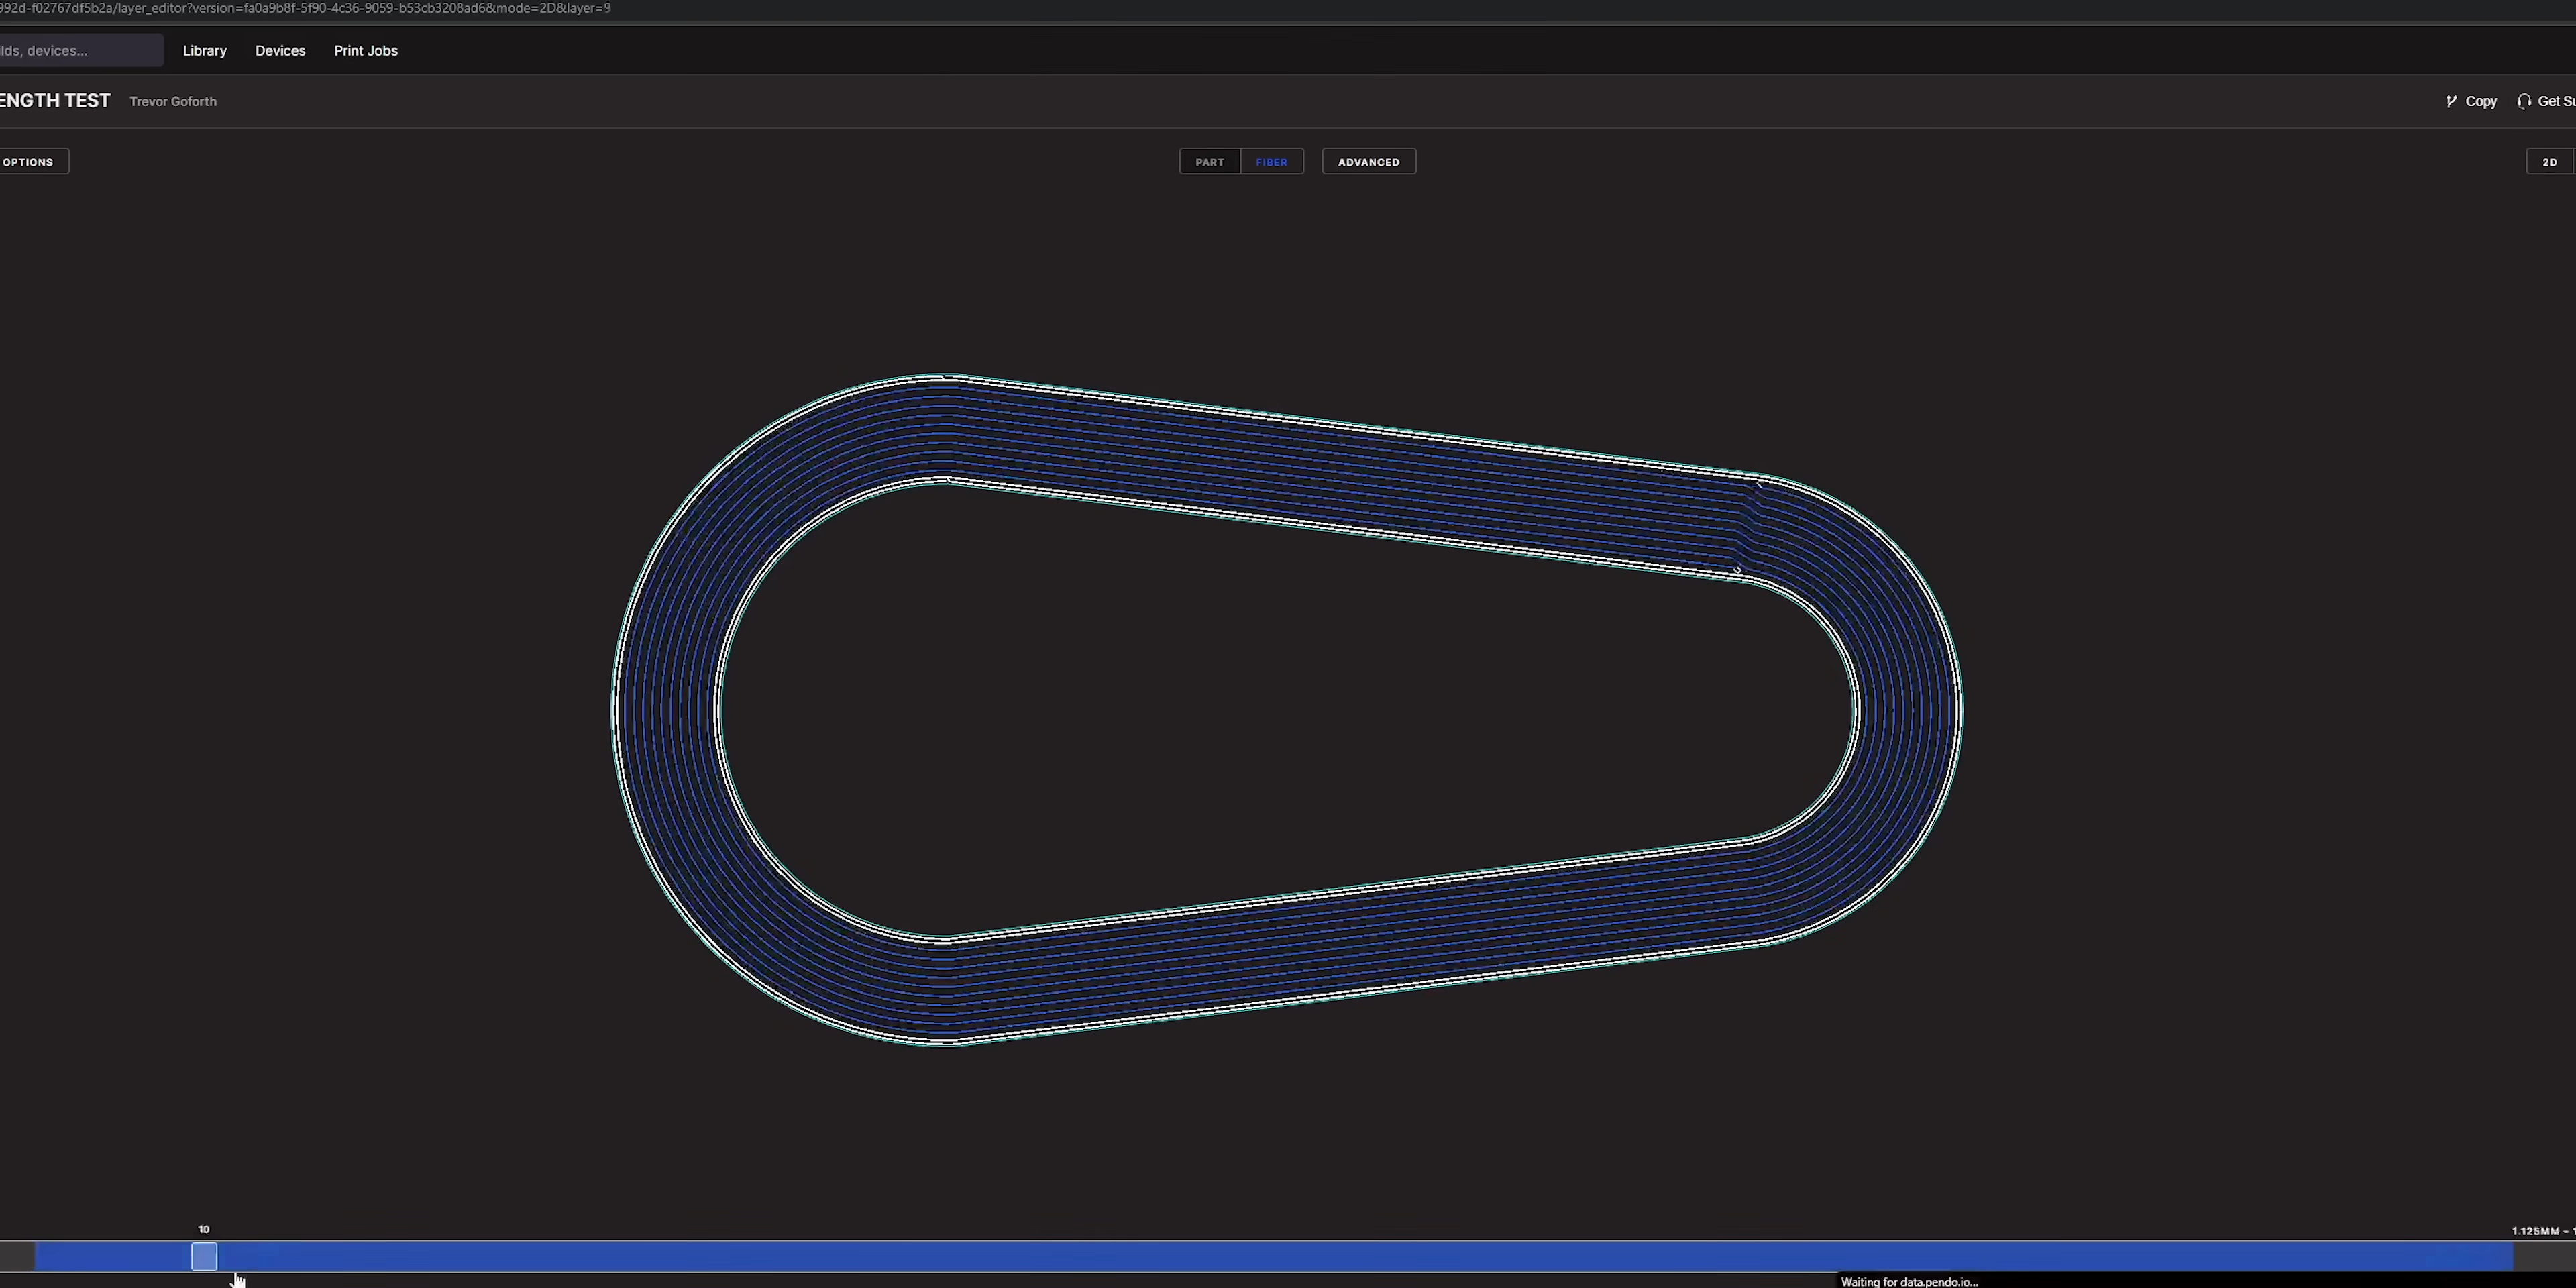 992d-f02767df5b2a/layer_editor?version=fa0a9b8f-5f90-4c36-9059-b53cb3208ad6&mode=2D&layer=9
lds, devices... Library Devices Print Jobs
ENGTH TEST Trevor Goforth Copy Get Su
OPTIONS PART FIBER ADVANCED 2D
10 1.125MM –
Waiting for data.pendo.io...